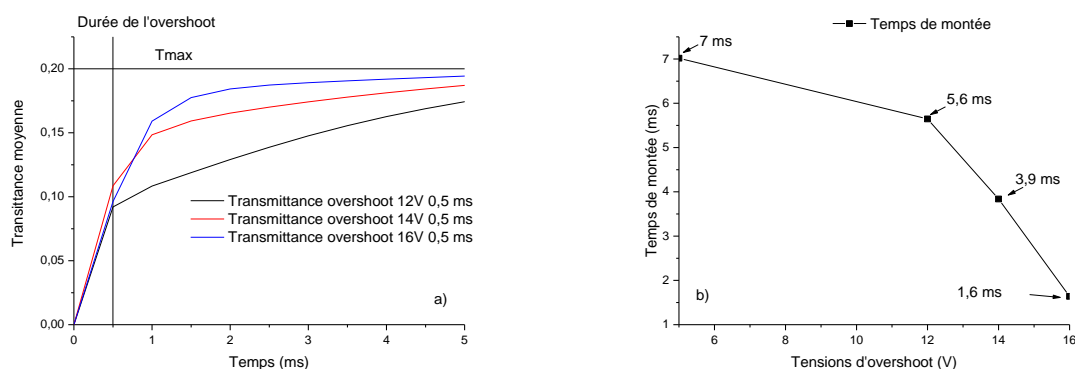 Durée de l'overshoot
Tmax
0,20
0,15
0,10
0,05
0,00
Transittance moyenne
Transmittance overshoot 12V 0,5 ms
Transmittance overshoot 14V 0,5 ms
Transmittance overshoot 16V 0,5 ms
a)
0 1 2 3 4 5
Temps (ms)
Temps de montée
7 ms
5,6 ms
3,9 ms
1,6 ms
b)
7
6
5
4
3
2
1
Temps de montée (ms)
6 8 10 12 14 16
Tensions d'overshoot (V)